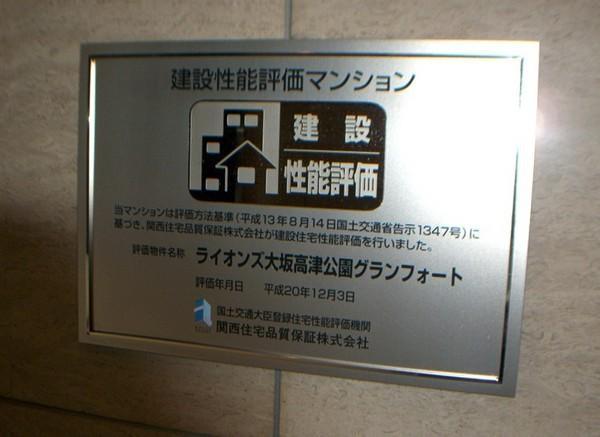 建設性能評価マンション
建設
性能評価
当マンションは評価方法基準(平成13年8月14日国土交通省告示1347号)に
基づき、関西住宅品質保証株式会社が建設住宅性能評価を行いました。
評価物件名称 ライオンズ大坂高津公園グランフォート
評価年月日 平成20年12月3日
国土交通大臣登録住宅性能評価機関
関西住宅品質保証株式会社